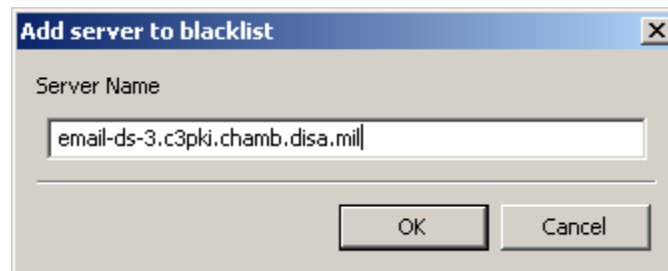 Add server to blacklist
Server Name
email-ds-3.c3pki.chamb.disa.mil
OK Cancel